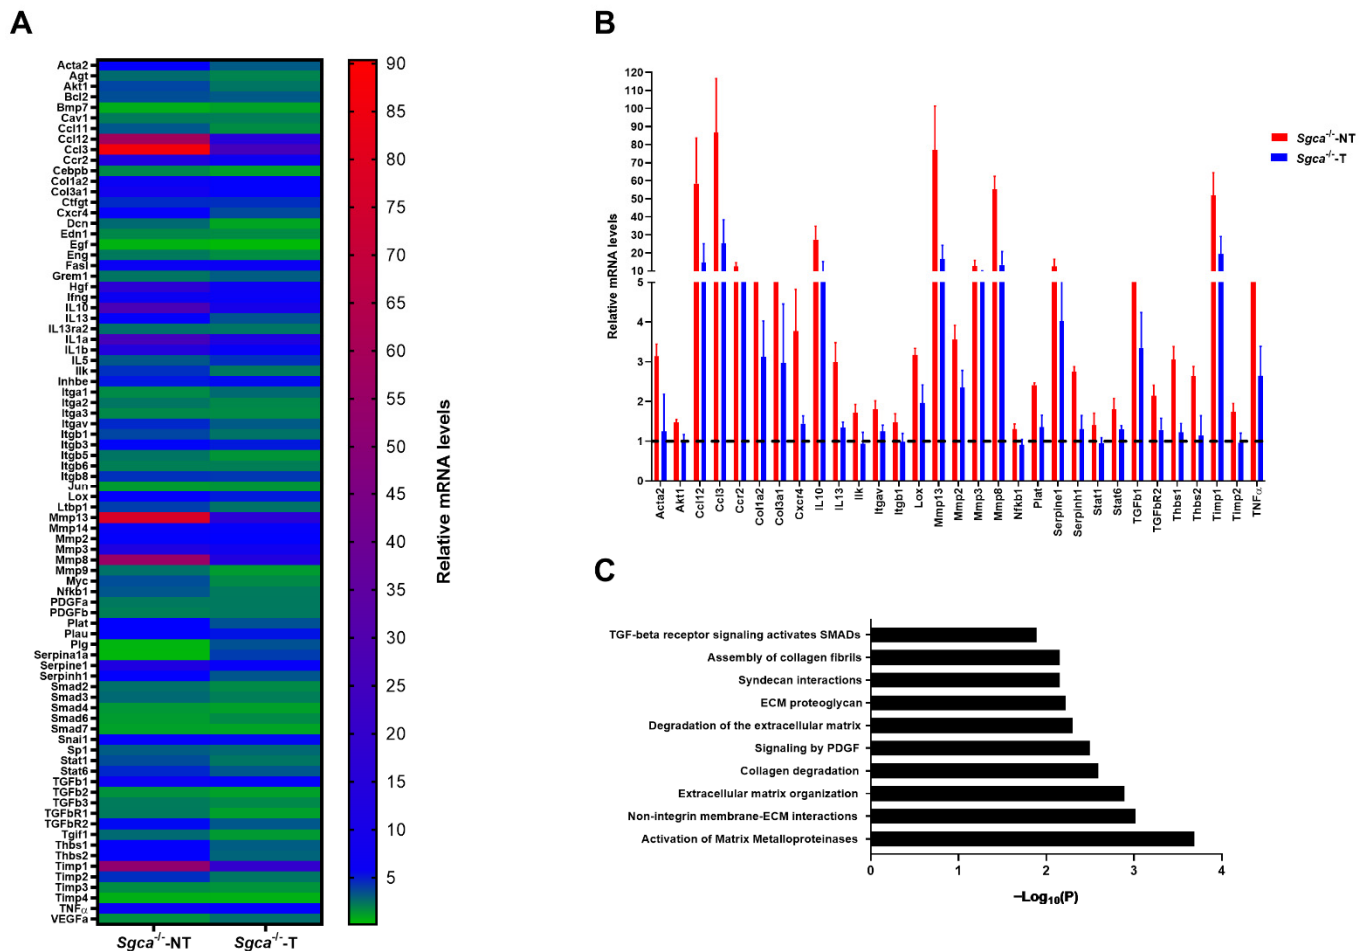 A
Acta2
Agt
Akt1
Bcl2
Bmp7
Cav1
Ccl11
Ccl12
Ccl3
Ccr2
Cebpb
Col1a2
Col3a1
Ctfgt
Cxcr4
Dcn
Edn1
Egf
Eng
Fasl
Grem1
Hgf
Ifng
IL10
IL13
IL13ra2
IL1a
IL1b
IL5
Ilk
Inhbe
Itga1
Itga2
Itga3
Itgav
Itgb1
Itgb3
Itgb5
Itgb6
Itgb8
Jun
Lox
Ltbp1
Mmp13
Mmp14
Mmp2
Mmp3
Mmp8
Mmp9
Myc
Nfkb1
PDGFa
PDGFb
Plat
Plau
Plg
Serpina1a
Serpine1
Serpinh1
Smad2
Smad3
Smad4
Smad6
Smad7
Snai1
Sp1
Stat1
Stat6
TGFb1
TGFb2
TGFb3
TGFbR1
TGFbR2
Tgif1
Thbs1
Thbs2
Timp1
Timp2
Timp3
Timp4
TNFα
VEGFa
Sgca-/--NT
Sgca-/--T
90
85
80
75
70
65
60
55
50
45
40
35
30
25
20
15
10
5
Relative mRNA levels
B
Relative mRNA levels
120
110
100
90
80
70
60
50
40
30
20
10
5
4
3
2
1
0
Acta2
Akt1
Ccl12
Ccl3
Ccr2
Col1a2
Col3a1
Cxcr4
IL10
IL13
Ilk
Itgav
Itgb1
Lox
Mmp13
Mmp2
Mmp3
Mmp8
Nfkb1
Plat
Serpine1
Serpinh1
Stat1
Stat6
TGFb1
TGFbR2
Thbs1
Thbs2
Timp1
Timp2
TNFα
Sgca-/--NT
Sgca-/--T
C
TGF-beta receptor signaling activates SMADs
Assembly of collagen fibrils
Syndecan interactions
ECM proteoglycan
Degradation of the extracellular matrix
Signaling by PDGF
Collagen degradation
Extracellular matrix organization
Non-integrin membrane-ECM interactions
Activation of Matrix Metalloproteinases
0 1 2 3 4
−Log10(P)